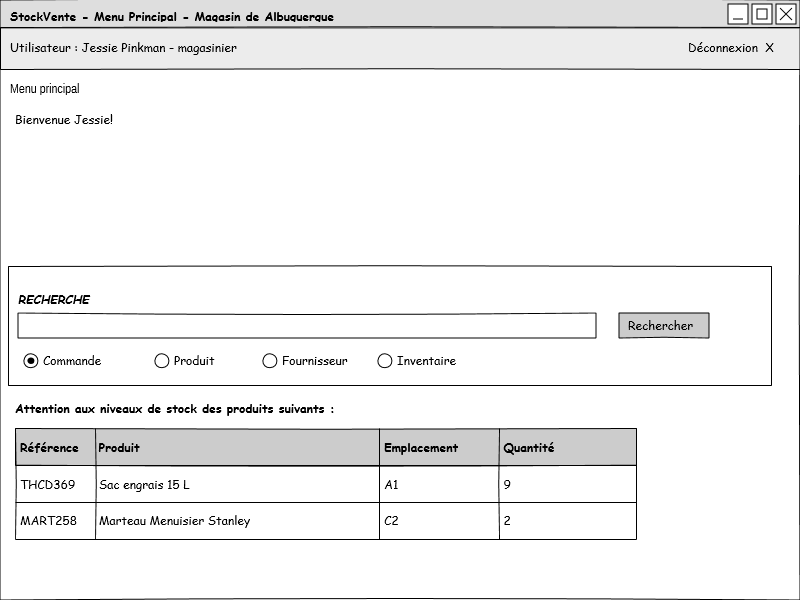 StockVente - Menu Principal - Magasin de Albuquerque
Utilisateur : Jessie Pinkman - magasinier Déconnexion X
Menu principal
Bienvenue Jessie!
RECHERCHE
Rechercher
Commande Produit Fournisseur Inventaire
Attention aux niveaux de stock des produits suivants :
Référence Produit Emplacement Quantité
THCD369 Sac engrais 15 L A1 9
MART258 Marteau Menuisier Stanley C2 2